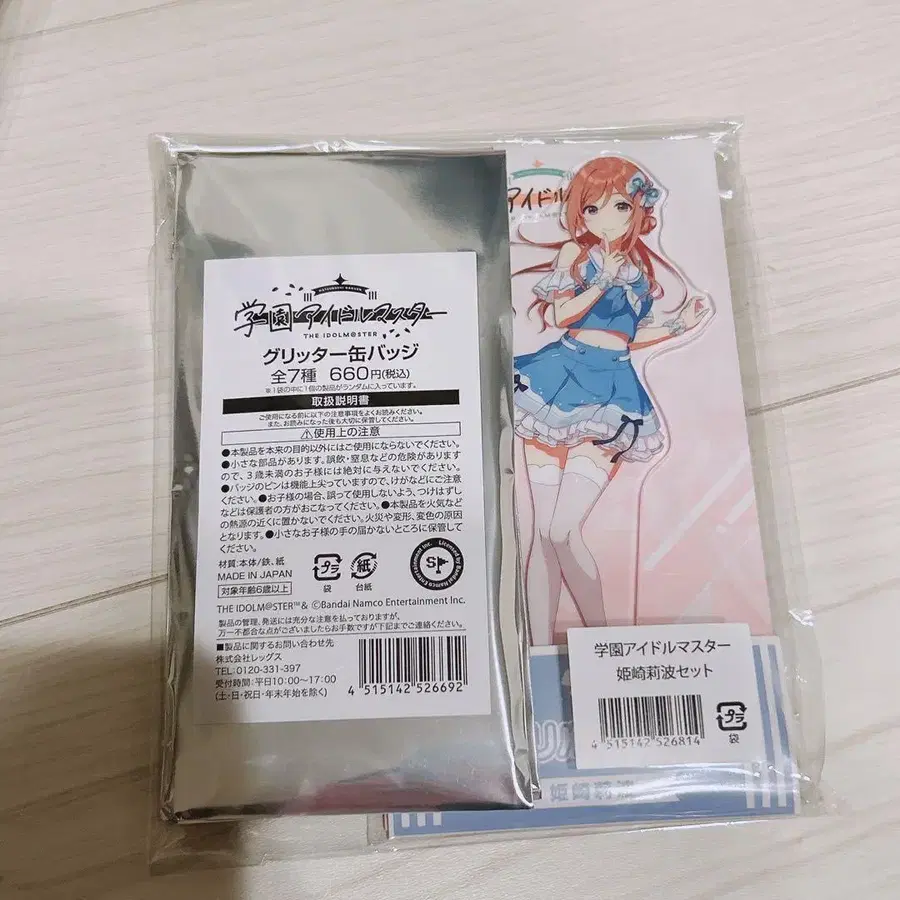 学園アイドルマスター
THE IDOLM@STER
グリッター缶バッジ
全7種 660円(税込)
※1袋の中に1個の製品がランダムに入っています。
取扱説明書
ご使用になる前に以下の注意事項をよくお読みください。
また、お読みになった後も大切に保管してください。
⚠使用上の注意
●本製品を本来の目的以外にはご使用にならないでください。
●小さな部品があります。誤飲・窒息などの危険があります
ので、3歳未満のお子様には絶対に与えないでください。
●バッジのピンは機能上尖っていますので、けがなどにご注意
ください。●お子様の場合、誤って使用しないよう、つけはずし
などは保護者の方がおこなってください。●本製品を火気など
の熱源の近くに置かないでください。火災や変形、変色の原因
となります。●小さなお子様の手の届かないところに保管して
ください。
材質:本体/鉄、紙
MADE IN JAPAN
対象年齢6歳以上
プラ
袋
紙
台紙
SP
Licensed by Bandai Namco Entertainment Inc.
THE IDOLM@STER™& ©Bandai Namco Entertainment Inc.
製品の管理、発送には充分な注意を払っておりますが、
万一不都合な点がございましたらお手数ですが下記までご連絡ください。
■製品に関するお問い合わせ先
株式会社レッグス
TEL:0120-331-397
受付時間:平日10:00〜17:00
(土・日・祝日・年末年始を除く)
4 515142 526692
アイドル
学園アイドルマスター
姫崎莉波セット
4 515142 526814
プラ
袋
姫崎莉波